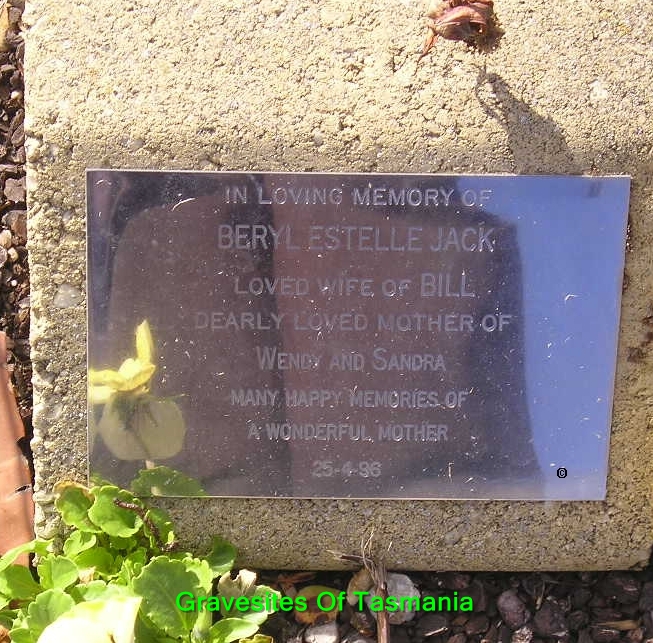 IN LOVING MEMORY OF
BERYL ESTELLE JACK
LOVED WIFE OF BILL
DEARLY LOVED MOTHER OF
WENDY AND SANDRA
MANY HAPPY MEMORIES OF
A WONDERFUL MOTHER
25-4-96
©
Gravesites Of Tasmania